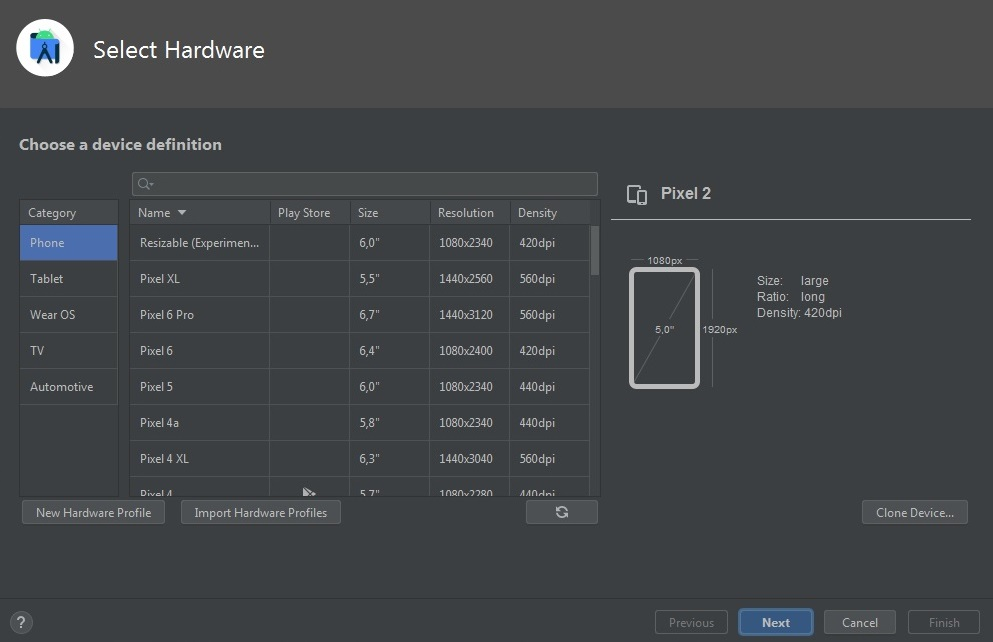 Select Hardware
Choose a device definition
Category
Phone
Tablet
Wear OS
TV
Automotive
Name Play Store Size Resolution Density
Resizable (Experimen... 6,0" 1080x2340 420dpi
Pixel XL 5,5" 1440x2560 560dpi
Pixel 6 Pro 6,7" 1440x3120 560dpi
Pixel 6 6,4" 1080x2400 420dpi
Pixel 5 6,0" 1080x2340 440dpi
Pixel 4a 5,8" 1080x2340 440dpi
Pixel 4 XL 6,3" 1440x3040 560dpi
Pixel 4 5,7" 1080x2280 440dpi
New Hardware Profile Import Hardware Profiles
Pixel 2
1080px
5,0"
1920px
Size: large
Ratio: long
Density: 420dpi
Clone Device...
? Previous Next Cancel Finish